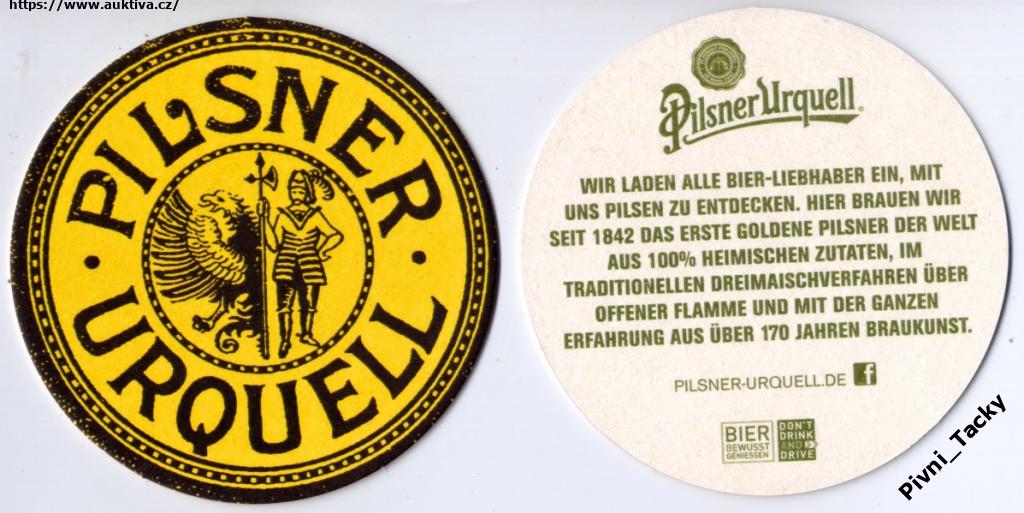 https://www.auktiva.cz/
PILSNER
URQUELL
Pilsner Urquell
WIR LADEN ALLE BIER-LIEBHABER EIN, MIT
UNS PILSEN ZU ENTDECKEN. HIER BRAUEN WIR
SEIT 1842 DAS ERSTE GOLDENE PILSNER DER WELT
AUS 100% HEIMISCHEN ZUTATEN, IM
TRADITIONELLEN DREIMAISCHVERFAHREN ÜBER
OFFENER FLAMME UND MIT DER GANZEN
ERFAHRUNG AUS ÜBER 170 JAHREN BRAUKUNST.
PILSNER-URQUELL.DE f
BIER
BEWUSST
GENIESSEN
DON'T
DRINK
AND
DRIVE
Pivni_Tacky